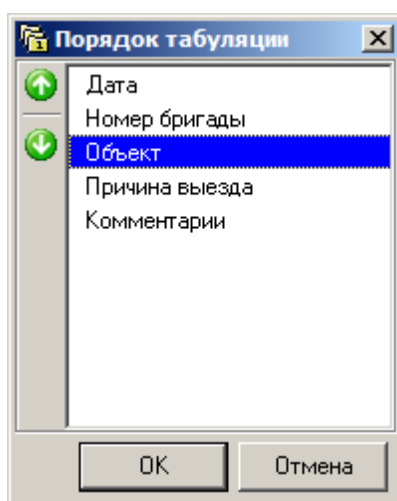 Порядок табуляции
Дата
Номер бригады
Объект
Причина выезда
Комментарии
OK
Отмена